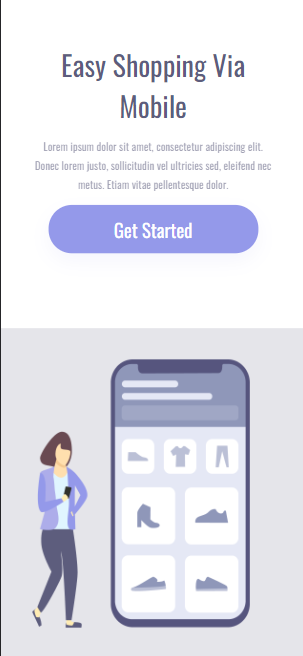 Easy Shopping Via
Mobile
Lorem ipsum dolor sit amet, consectetur adipiscing elit.
Donec lorem justo, sollicitudin vel ultricies sed, eleifend nec
metus. Etiam vitae pellentesque dolor.
Get Started